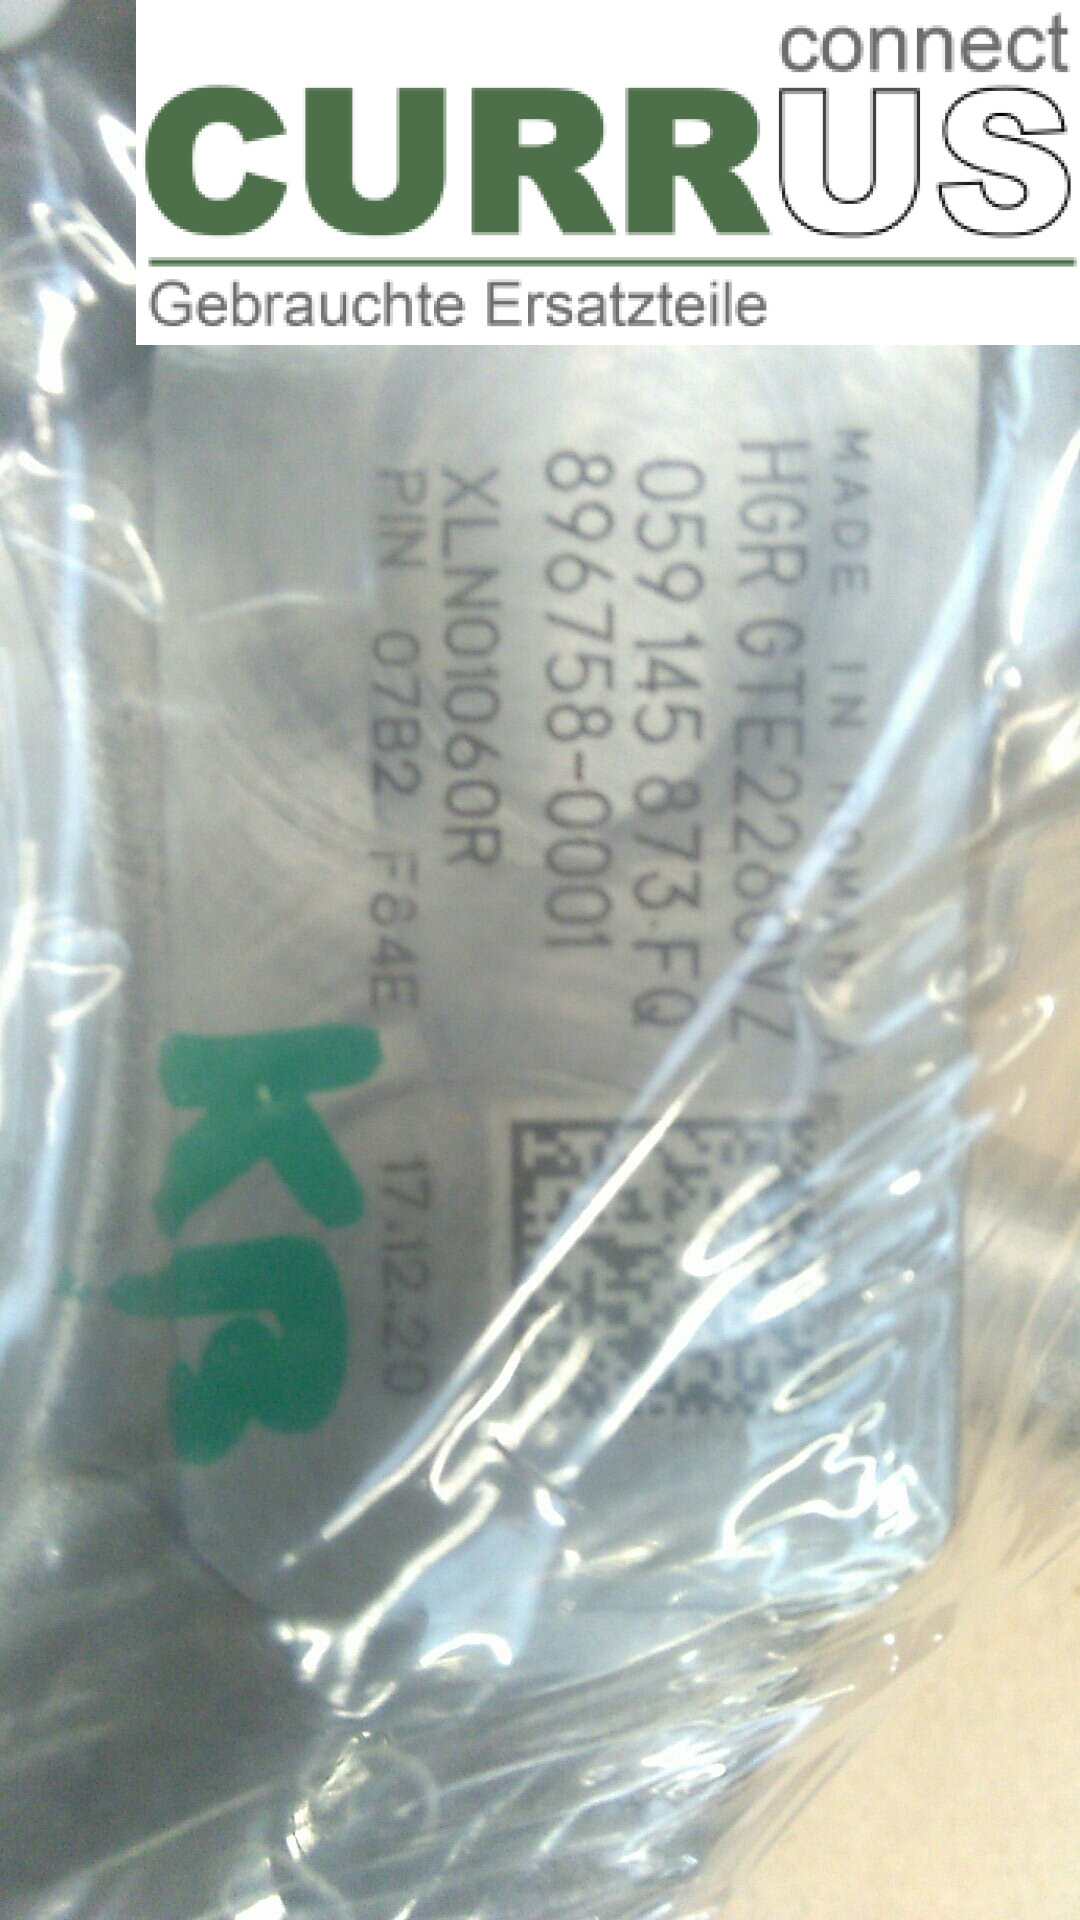 connect
CURRUS
Gebrauchte Ersatzteile
MADE IN ROMANIA
HGR GTE2260VZ
059 145 873 FQ
896758-0001
XLN01060R
PIN 07B2 F64E 17.12.20
KB